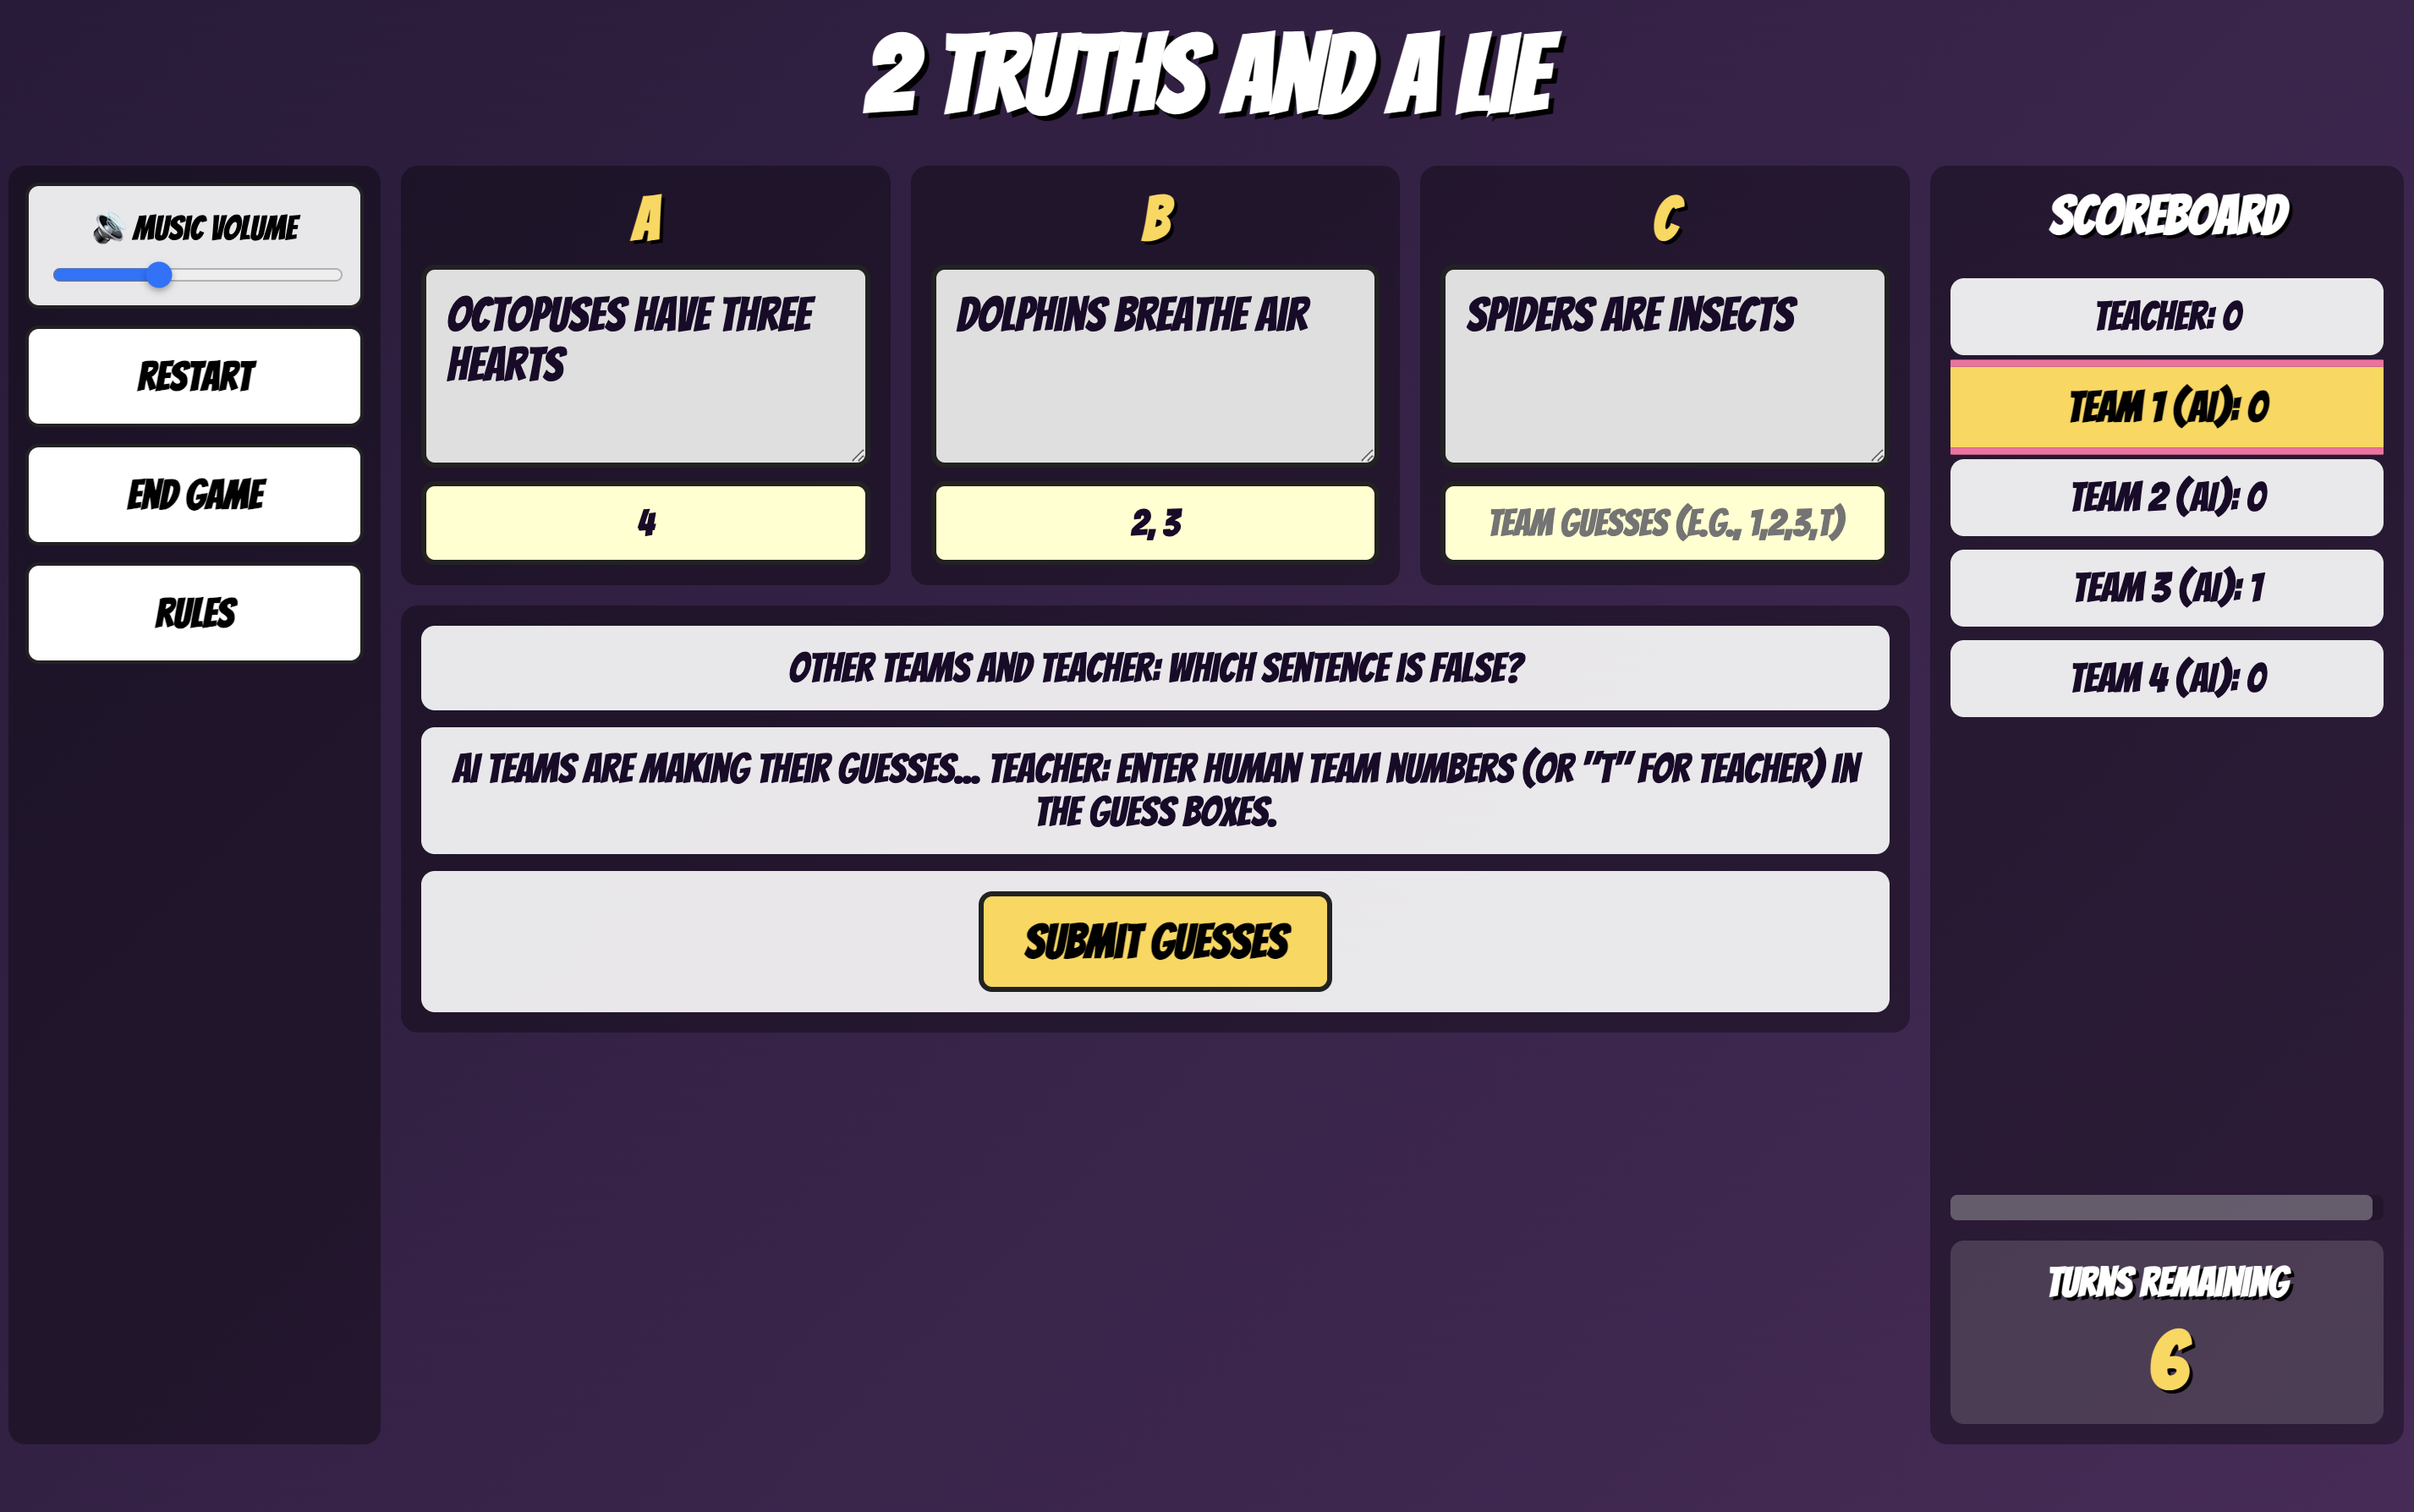 2 TRUTHS AND A LIE
🔊 MUSIC VOLUME
RESTART
END GAME
RULES
A
OCTOPUSES HAVE THREE
HEARTS
4
B
DOLPHINS BREATHE AIR
2, 3
C
SPIDERS ARE INSECTS
TEAM GUESSES (E.G., 1,2,3,T)
OTHER TEAMS AND TEACHER: WHICH SENTENCE IS FALSE?
AI TEAMS ARE MAKING THEIR GUESSES... TEACHER: ENTER HUMAN TEAM NUMBERS (OR "T" FOR TEACHER) IN
THE GUESS BOXES.
SUBMIT GUESSES
SCOREBOARD
TEACHER: 0
TEAM 1 (AI): 0
TEAM 2 (AI): 0
TEAM 3 (AI): 1
TEAM 4 (AI): 0
TURNS REMAINING
6